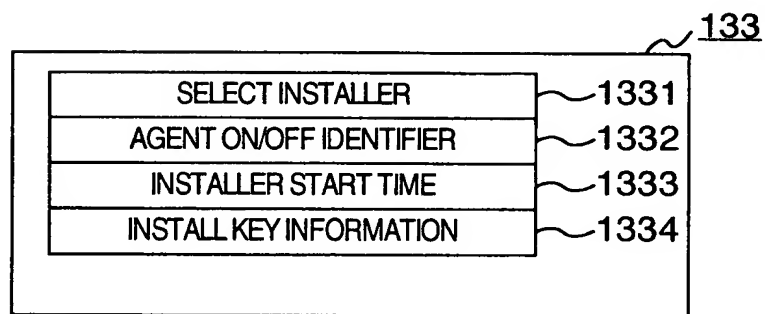 133
SELECT INSTALLER 1331
AGENT ON/OFF IDENTIFIER 1332
INSTALLER START TIME 1333
INSTALL KEY INFORMATION 1334